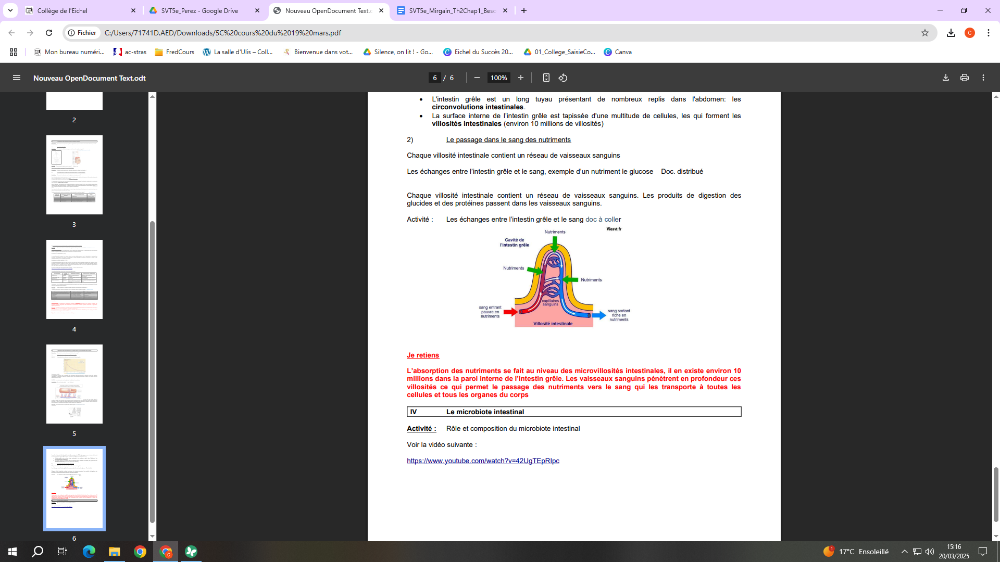 Collège de l'Eichel
SVT5e_Perez - Google Drive
Nouveau OpenDocument Text.o
SVT5e_Mirgain_Th2Chap1_Beso
Fichier
C:/Users/71741D.AED/Downloads/5C%20cours%20du%2019%20mars.pdf
C
Mon bureau numéri...
ac-stras
FredCours
La salle d'Ulis – Coll...
Bienvenue dans vot...
Silence, on lit ! - Go...
Eichel du Succès 20...
01_College_SaisieCo...
Canva
Nouveau OpenDocument Text.odt
6 / 6
100%
2
3
4
5
6
L'intestin grêle est un long tuyau présentant de nombreux replis dans l'abdomen: les
circonvolutions intestinales.
La surface interne de l'intestin grêle est tapissée d'une multitude de cellules, les qui forment les
villosités intestinales (environ 10 millions de villosités)
2) Le passage dans le sang des nutriments
Chaque villosité intestinale contient un réseau de vaisseaux sanguins
Les échanges entre l'intestin grêle et le sang, exemple d'un nutriment le glucose Doc. distribué
Chaque villosité intestinale contient un réseau de vaisseaux sanguins. Les produits de digestion des
glucides et des protéines passent dans les vaisseaux sanguins.
Activité : Les échanges entre l'intestin grêle et le sang doc à coller
Viasvt.fr
Nutriments
Cavité de
l'intestin grêle
Nutriments
Nutriments
capillaires
sanguins
sang entrant
pauvre en
nutriments
sang sortant
riche en
nutriments
Villosité intestinale
Je retiens
L'absorption des nutriments se fait au niveau des microvillosités intestinales, il en existe environ 10
millions dans la paroi interne de l'intestin grêle. Les vaisseaux sanguins pénètrent en profondeur ces
villosités ce qui permet le passage des nutriments vers le sang qui les transporte à toutes les
cellules et tous les organes du corps
IV Le microbiote intestinal
Activité : Rôle et composition du microbiote intestinal
Voir la vidéo suivante :
https://www.youtube.com/watch?v=42UgTEpRIpc
1
17°C Ensoleillé
15:16
20/03/2025